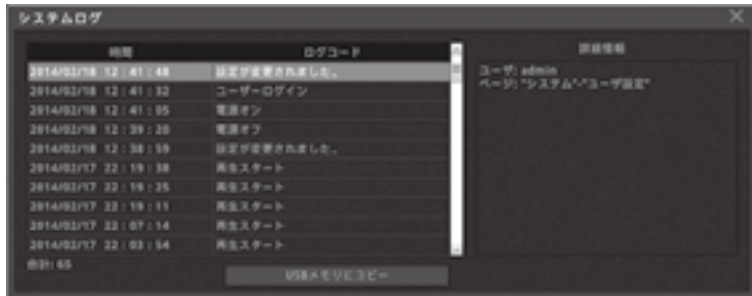 システムログ
時間 ログコード 詳細情報
2014/02/18 12:41:48 設定が変更されました。
2014/02/18 12:41:32 ユーザーログイン
2014/02/18 12:41:05 電源オン
2014/02/18 12:39:20 電源オフ
2014/02/18 12:38:59 設定が変更されました。
2014/02/17 22:19:38 再生スタート
2014/02/17 22:19:25 再生スタート
2014/02/17 22:19:11 再生スタート
2014/02/17 22:07:14 再生スタート
2014/02/17 22:03:54 再生スタート
ユーザ: admin
ページ: "システム"-"ユーザ設定"
合計: 65
USBメモリにコピー